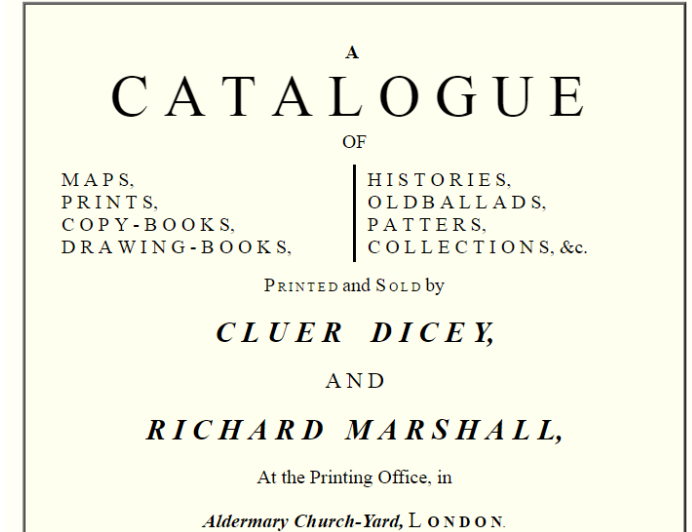 A
CATALOGUE
OF
MAPS,
PRINTS,
COPY-BOOKS,
DRAWING-BOOKS,
HISTORIES,
OLDBALLADS,
PATTERS,
COLLECTIONS, &c.
PRINTED and SOLD by
CLUER DICEY,
AND
RICHARD MARSHALL,
At the Printing Office, in
Aldermary Church-Yard, LONDON.